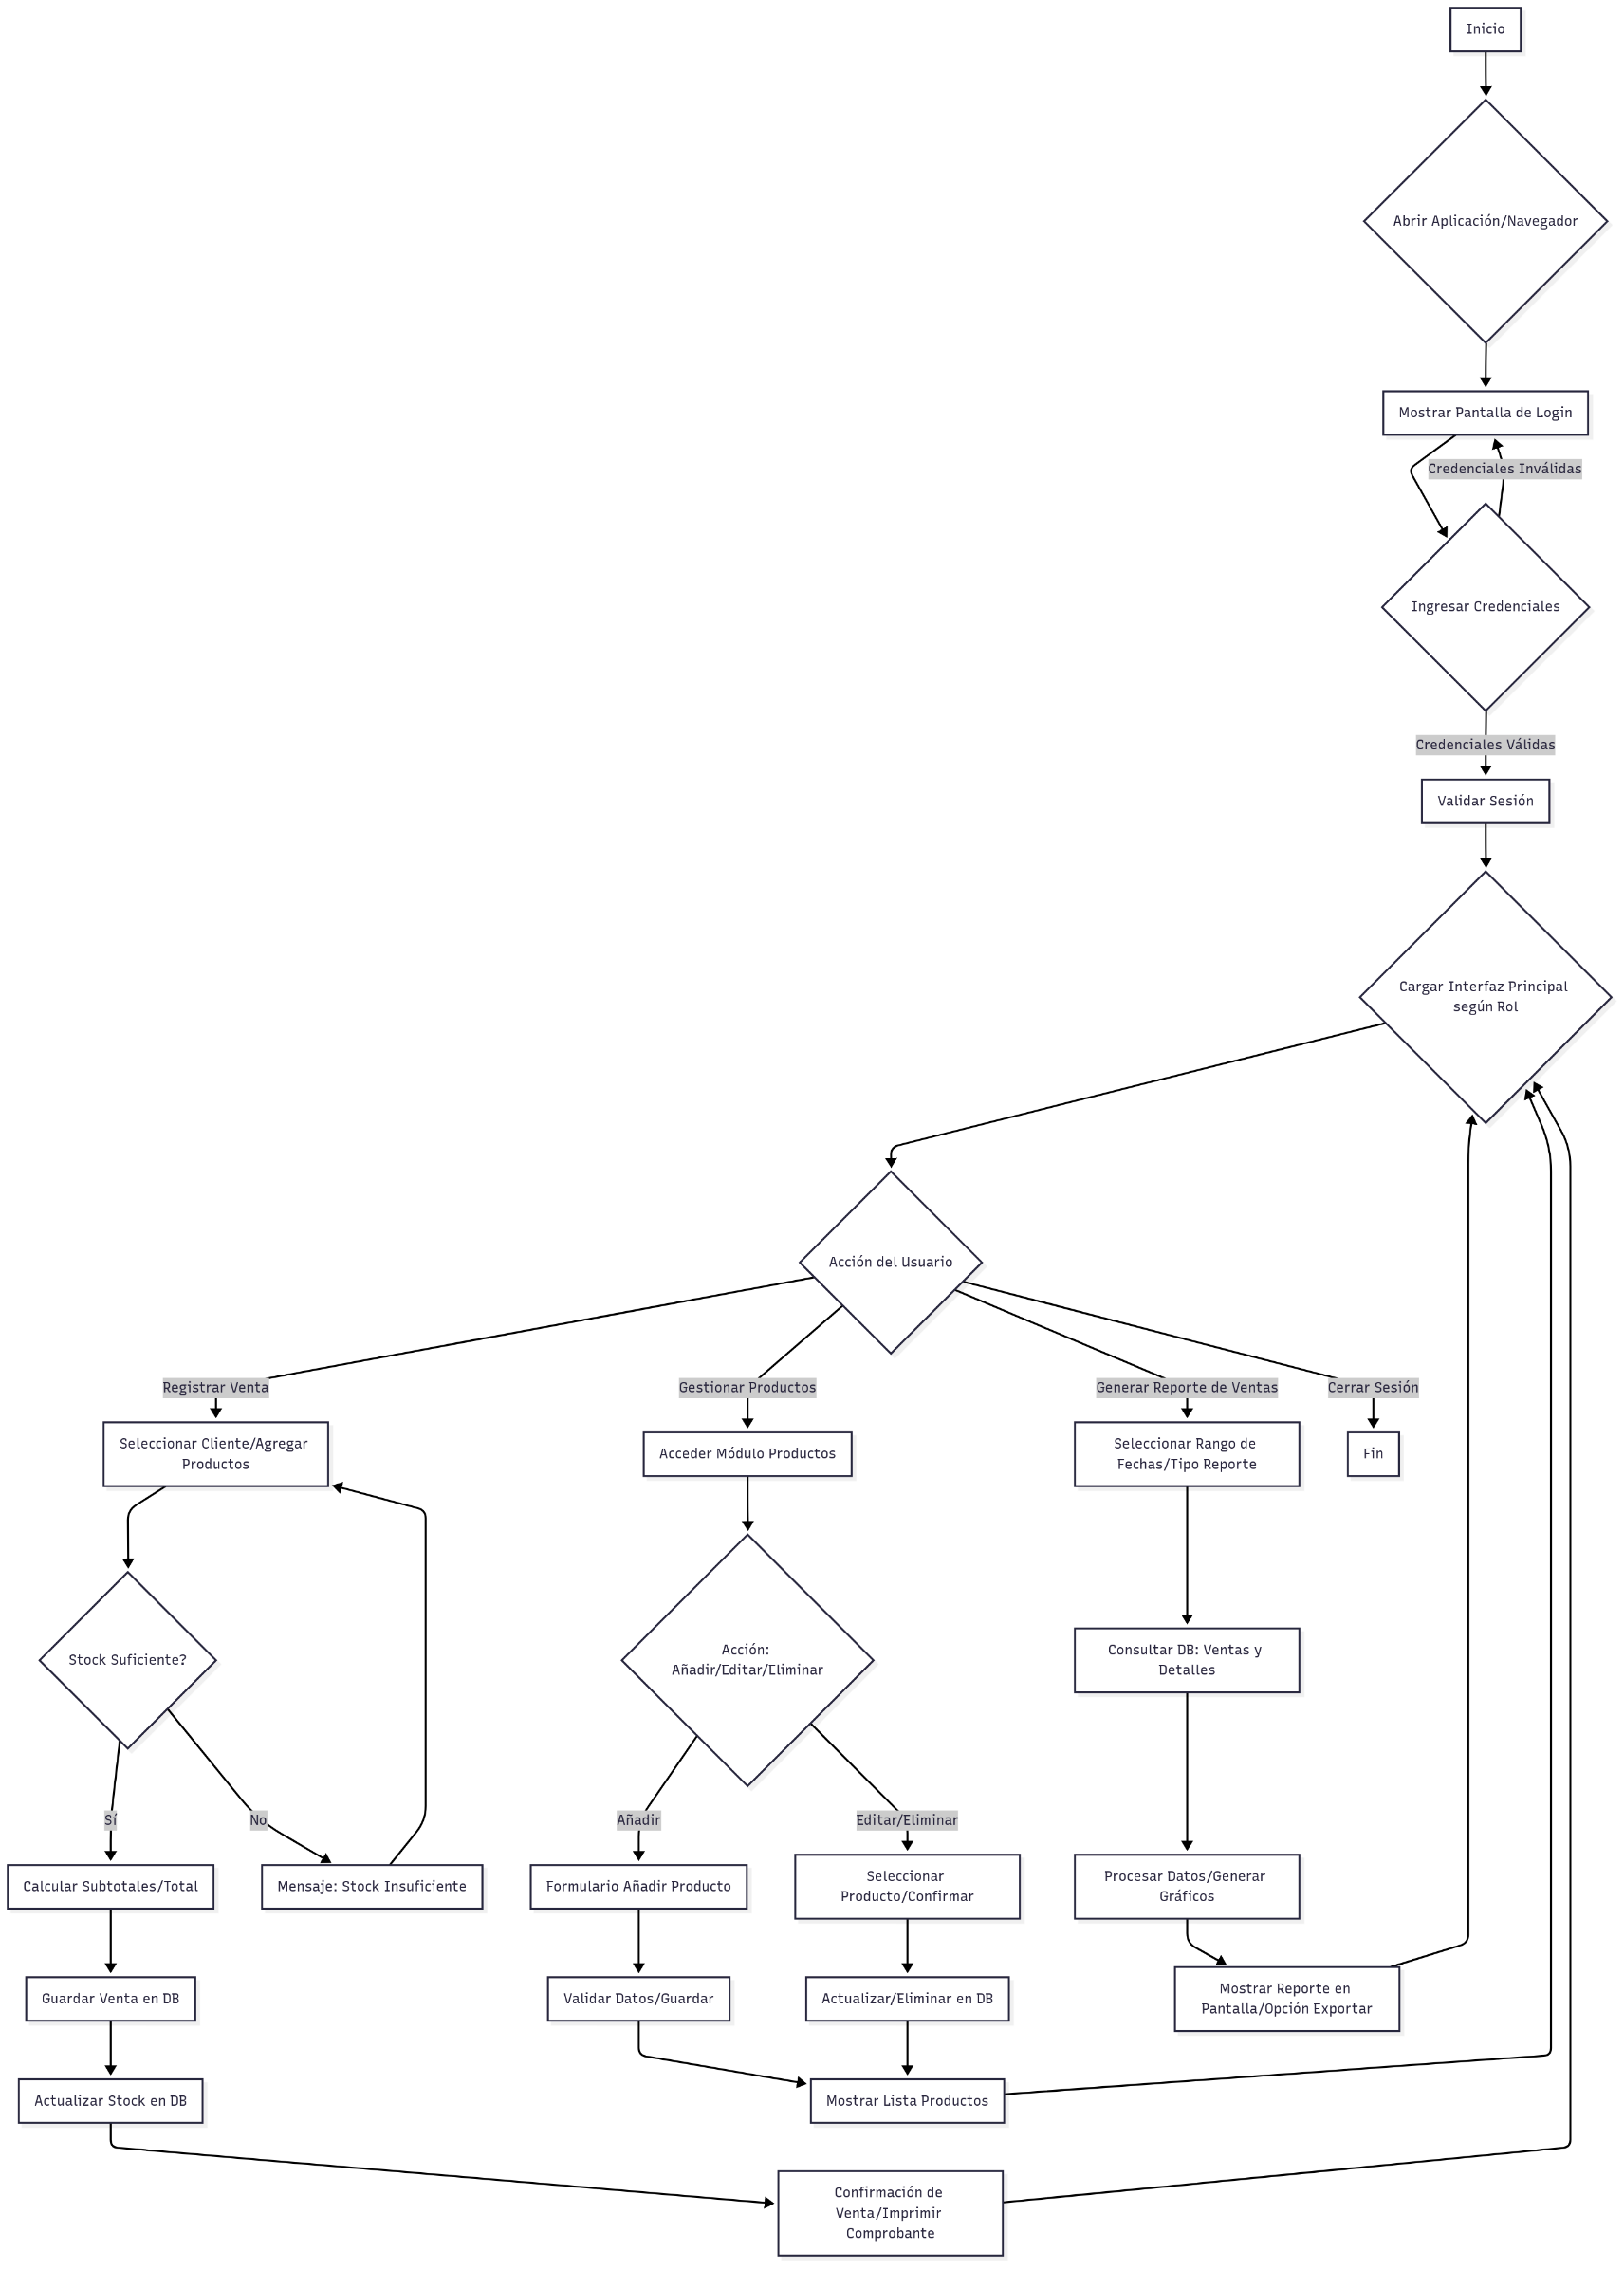 Inicio
Abrir Aplicación/Navegador
Mostrar Pantalla de Login
Credenciales Inválidas
Ingresar Credenciales
Credenciales Válidas
Validar Sesión
Cargar Interfaz Principal
según Rol
Acción del Usuario
Registrar Venta
Gestionar Productos
Generar Reporte de Ventas
Cerrar Sesión
Seleccionar Cliente/Agregar
Productos
Acceder Módulo Productos
Seleccionar Rango de
Fechas/Tipo Reporte
Fin
Stock Suficiente?
Acción:
Añadir/Editar/Eliminar
Consultar DB: Ventas y
Detalles
Sí
No
Añadir
Editar/Eliminar
Calcular Subtotales/Total
Mensaje: Stock Insuficiente
Formulario Añadir Producto
Seleccionar
Producto/Confirmar
Procesar Datos/Generar
Gráficos
Guardar Venta en DB
Validar Datos/Guardar
Actualizar/Eliminar en DB
Mostrar Reporte en
Pantalla/Opción Exportar
Actualizar Stock en DB
Mostrar Lista Productos
Confirmación de
Venta/Imprimir
Comprobante